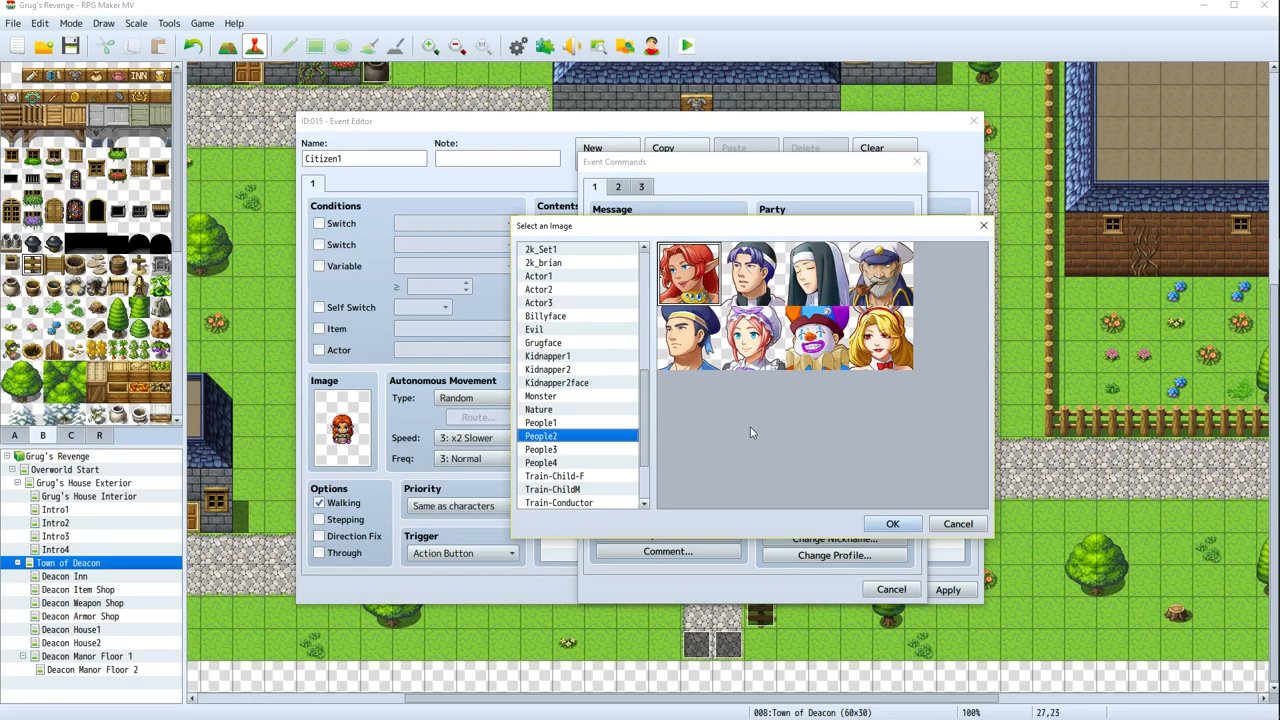 Grug's Revenge - RPG Maker MV
File Edit Mode Draw Scale Tools Game Help
INN
ID:015 - Event Editor
Name:
Note:
Citizen1
New
Copy
Paste
Delete
Clear
Event Commands
1
1 2 3
Conditions
Contents
Message
Party
Switch
Switch
Variable
≥
Self Switch
Item
Actor
Select an Image
2k_Set1
2k_brian
Actor1
Actor2
Actor3
Billyface
Evil
Grugface
Kidnapper1
Kidnapper2
Kidnapper2face
Monster
Nature
People1
People2
People3
People4
Train-Child-F
Train-ChildM
Train-Conductor
OK
Cancel
Image
Autonomous Movement
Type:
Random
Route...
Speed:
3: x2 Slower
Freq:
3: Normal
Options
Walking
Stepping
Direction Fix
Through
Priority
Same as characters
Trigger
Action Button
Change Nickname...
Comment...
Change Profile...
Cancel
Apply
A B C R
Grug's Revenge
Overworld Start
Grug's House Exterior
Grug's House Interior
Intro1
Intro2
Intro3
Intro4
Town of Deacon
Deacon Inn
Deacon Item Shop
Deacon Weapon Shop
Deacon Armor Shop
Deacon House1
Deacon House2
Deacon Manor Floor 1
Deacon Manor Floor 2
008:Town of Deacon (60x30)
100%
27,23